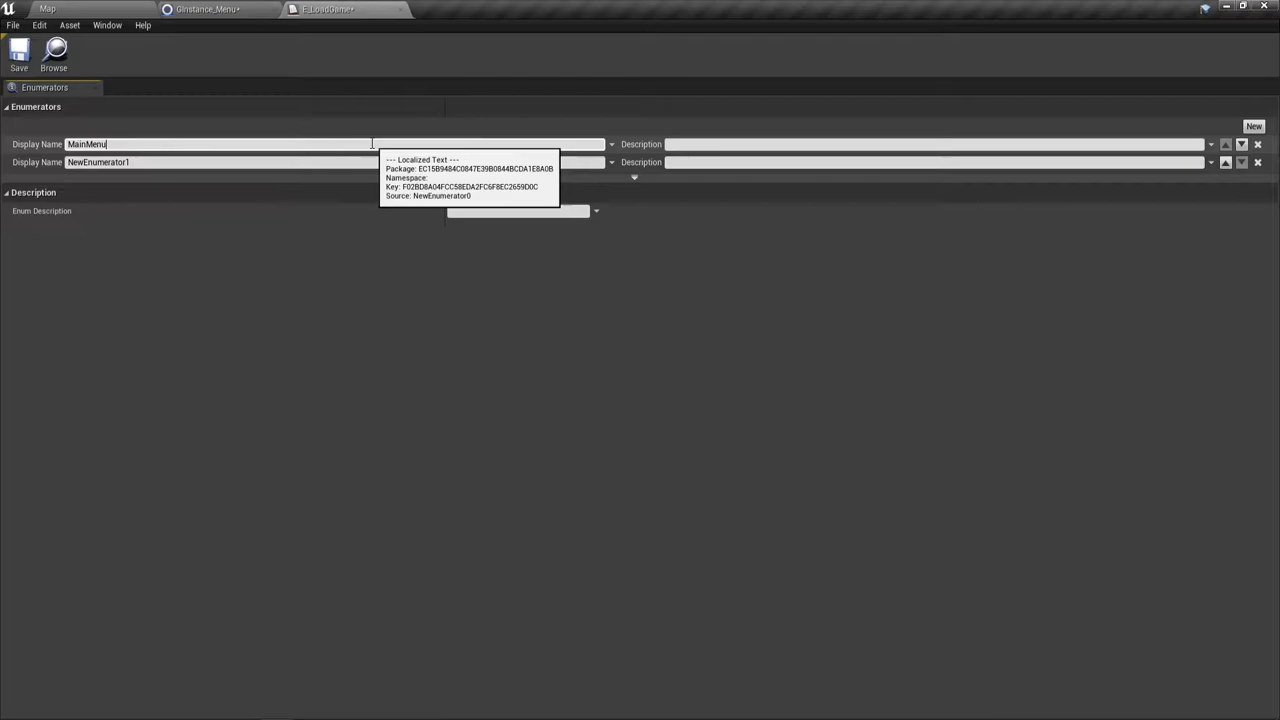 Map
GInstance_Menu*
E_LoadGame*
File Edit Asset Window Help
Save Browse
Enumerators
Enumerators
New
Display Name MainMenu Description
Display Name NewEnumerator1 Description
--- Localized Text ---
Package: EC15B9484C0847E39B0844BCDA1E8A0B
Namespace:
Key: F02BD8A04FCC58EDA2FC6F8EC2659D0C
Source: NewEnumerator0
Description
Enum Description